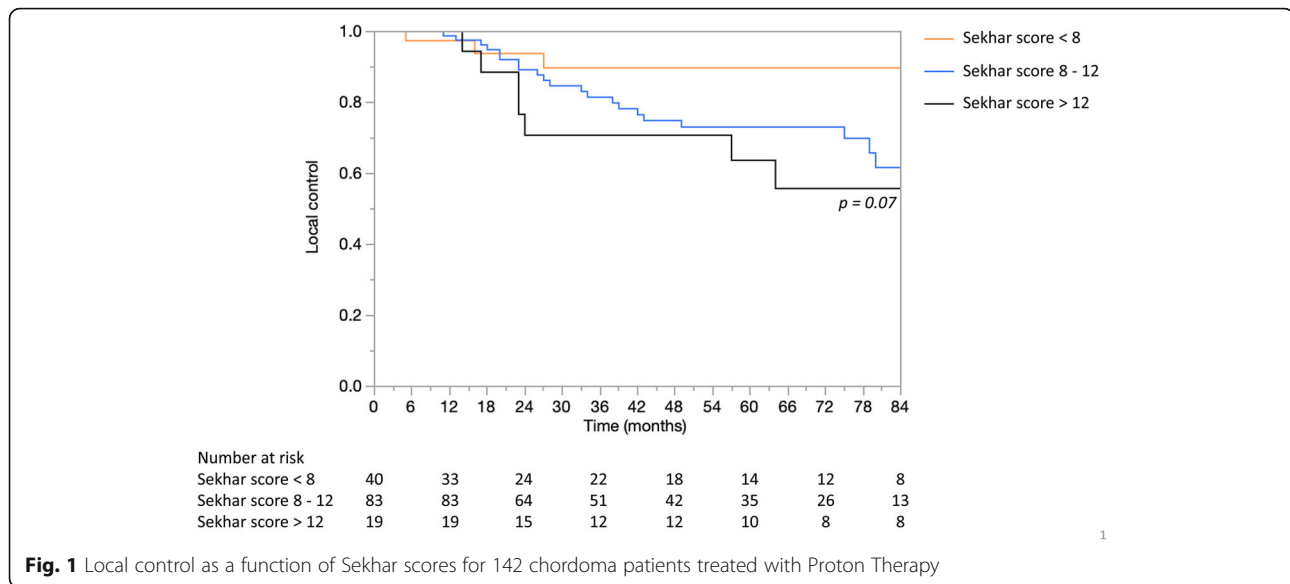 1.0
0.8
0.6
0.4
0.2
0.0
Local control
0 6 12 18 24 30 36 42 48 54 60 66 72 78 84
Time (months)
p = 0.07
Sekhar score < 8
Sekhar score 8 - 12
Sekhar score > 12
Number at risk
Sekhar score < 8 40 33 24 22 18 14 12 8
Sekhar score 8 - 12 83 83 64 51 42 35 26 13
Sekhar score > 12 19 19 15 12 12 10 8 8
1
Fig. 1 Local control as a function of Sekhar scores for 142 chordoma patients treated with Proton Therapy